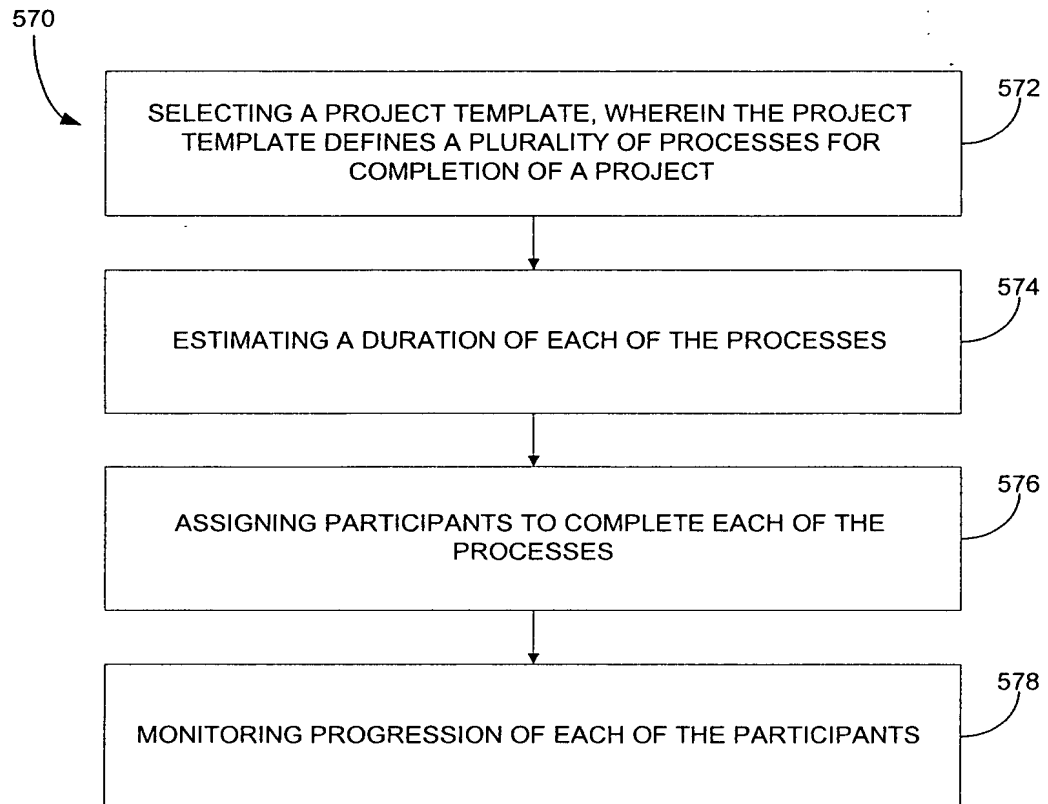 570
SELECTING A PROJECT TEMPLATE, WHEREIN THE PROJECT
TEMPLATE DEFINES A PLURALITY OF PROCESSES FOR
COMPLETION OF A PROJECT
572
ESTIMATING A DURATION OF EACH OF THE PROCESSES
574
ASSIGNING PARTICIPANTS TO COMPLETE EACH OF THE
PROCESSES
576
MONITORING PROGRESSION OF EACH OF THE PARTICIPANTS
578